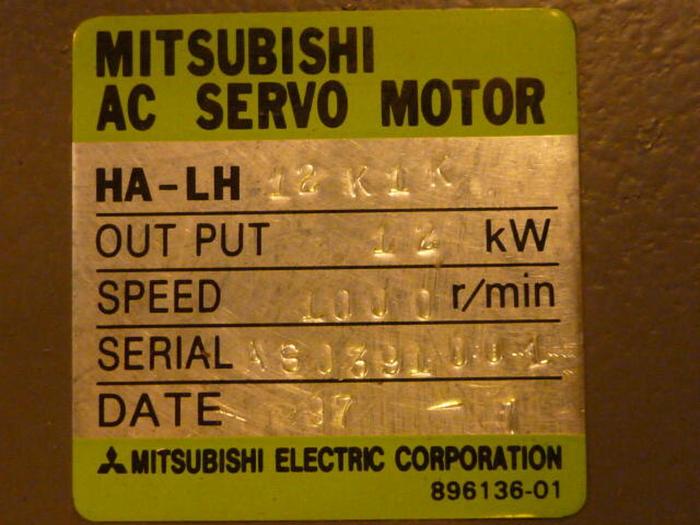 MITSUBISHI
AC SERVO MOTOR
HA-LH 12K1K
OUT PUT 12 kW
SPEED 1000 r/min
SERIAL
DATE
MITSUBISHI ELECTRIC CORPORATION
896136-01